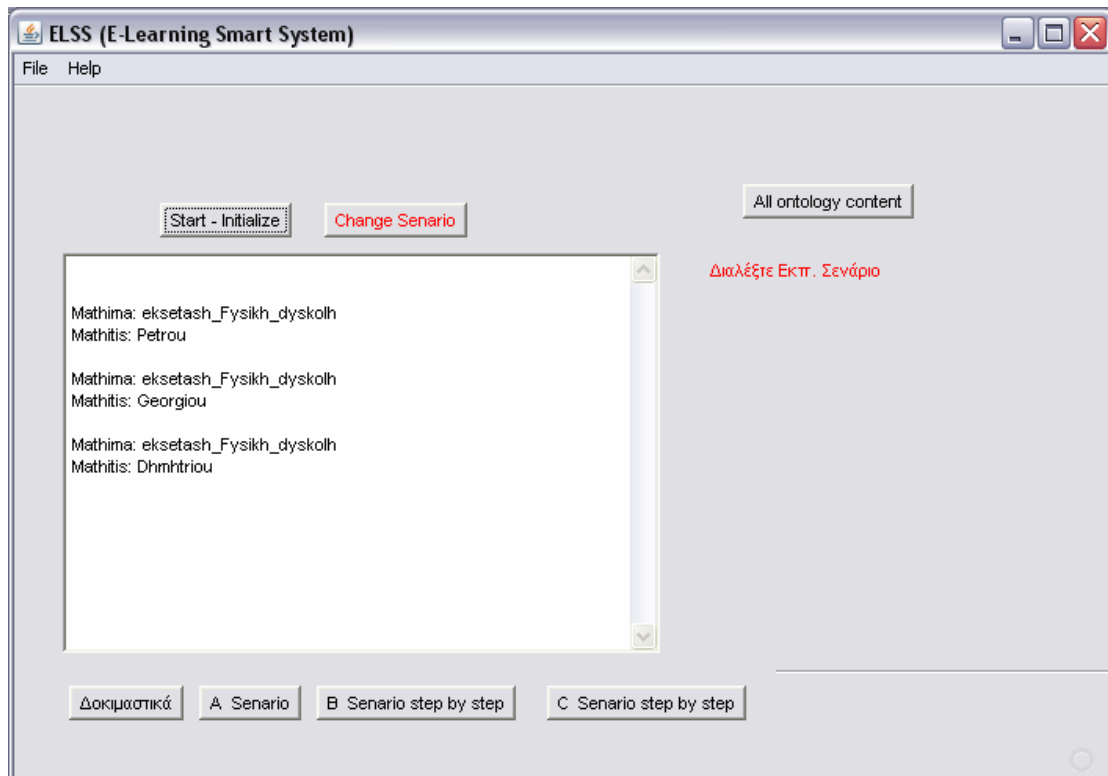 ELSS (E-Learning Smart System)
File Help
All ontology content
Start - Initialize Change Senario
Διαλέξτε Εκπ. Σενάριο
Mathima: eksetash_Fysikh_dyskolh
Mathitis: Petrou
Mathima: eksetash_Fysikh_dyskolh
Mathitis: Georgiou
Mathima: eksetash_Fysikh_dyskolh
Mathitis: Dhmhtriou
Δοκιμαστικά A Senario B Senario step by step C Senario step by step